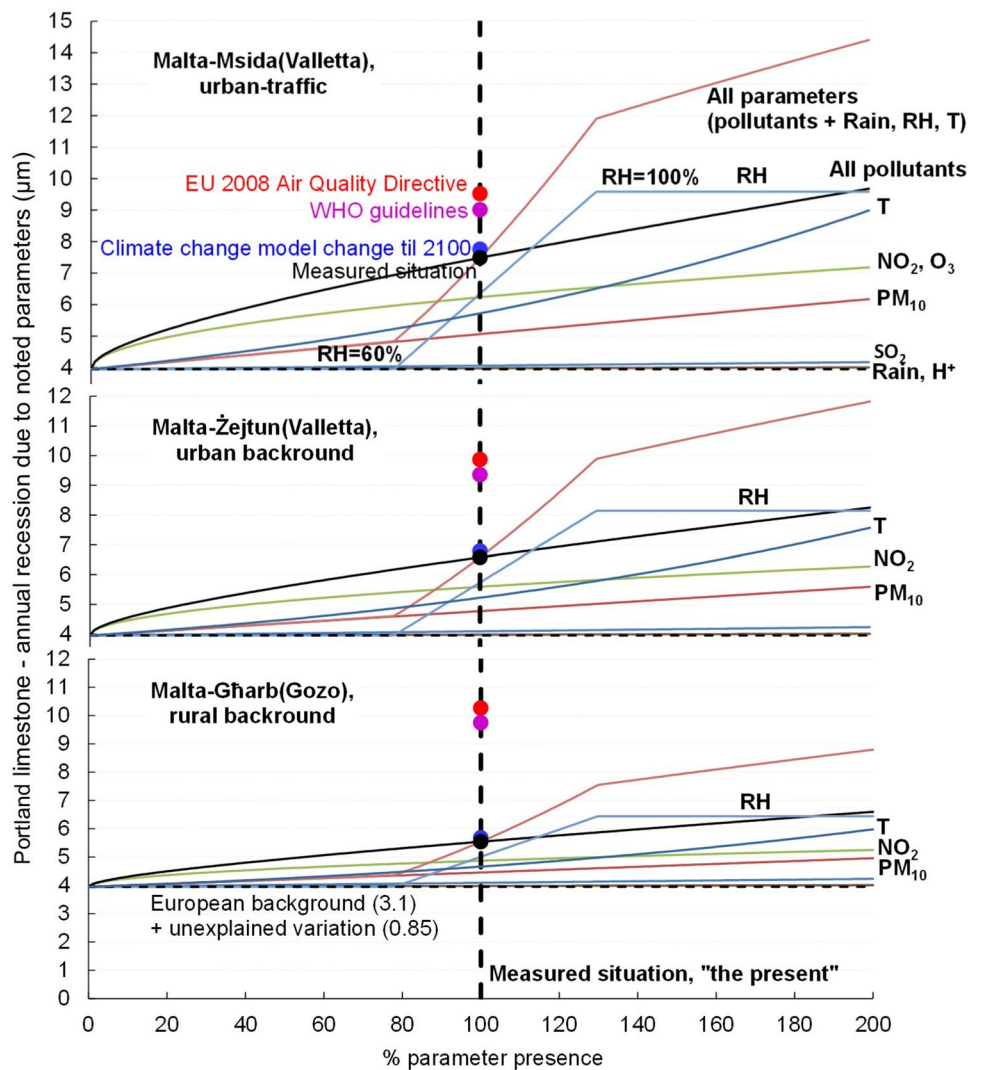 Portland limestone - annual recession due to noted parameters (µm)
15
14
13
12
11
10
9
8
7
6
5
4
Malta-Msida(Valletta),
urban-traffic
EU 2008 Air Quality Directive
WHO guidelines
Climate change model change til 2100
Measured situation
RH=60%
RH=100%
RH
All parameters
(pollutants + Rain, RH, T)
All pollutants
T
NO₂, O₃
PM₁₀
SO₂
Rain, H⁺
12
11
10
9
8
7
6
5
4
Malta-Żejtun(Valletta),
urban backround
RH
T
NO₂
PM₁₀
12
11
10
9
8
7
6
5
4
3
2
1
0
Malta-Għarb(Gozo),
rural backround
RH
T
NO₂
PM₁₀
European background (3.1)
+ unexplained variation (0.85)
Measured situation, "the present"
0 20 40 60 80 100 120 140 160 180 200
% parameter presence